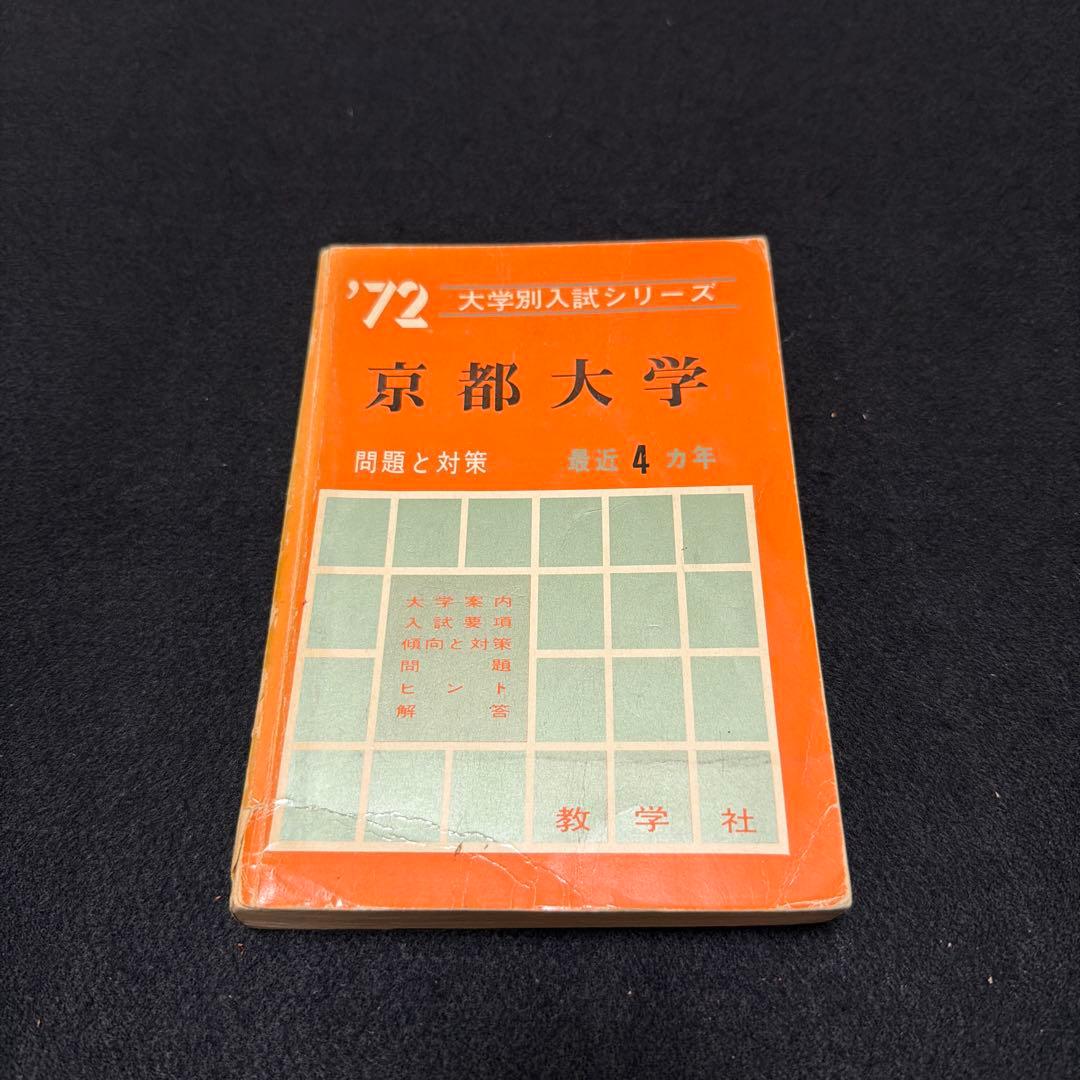 '72 大学別入試シリーズ
京都大学
問題と対策 最近4カ年
大学案内
入試要項
傾向と対策
問題
ヒント
解答
教学社